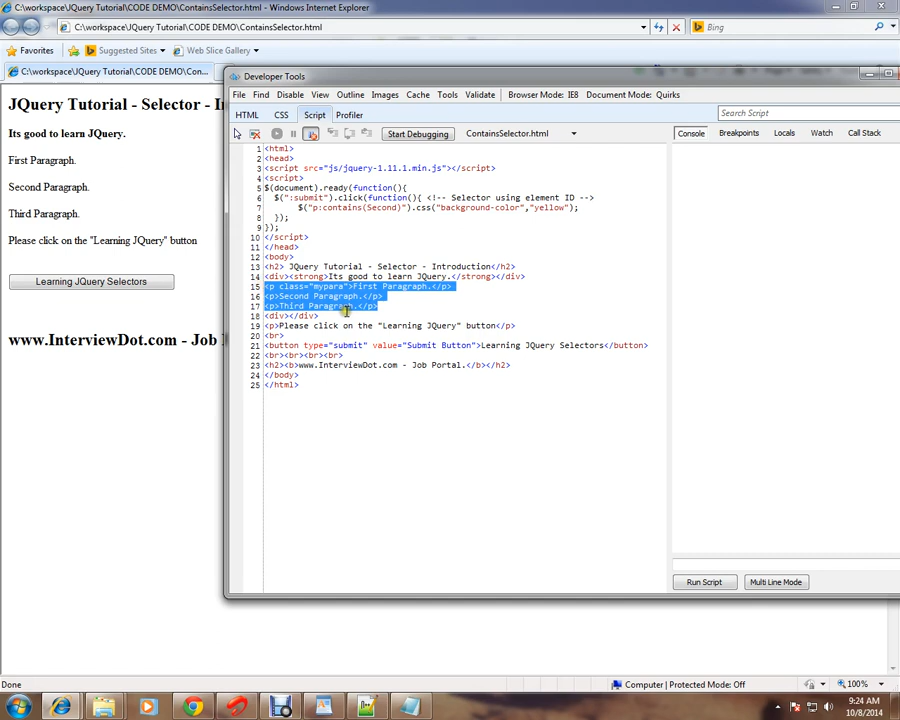 C:\workspace\JQuery Tutorial\CODE DEMO\ContainsSelector.html - Windows Internet Explorer
C:\workspace\JQuery Tutorial\CODE DEMO\ContainsSelector.html
Bing
Favorites
Suggested Sites
Web Slice Gallery
C:\workspace\JQuery Tutorial\CODE DEMO\Con...
JQuery Tutorial - Selector - In
Its good to learn JQuery.
First Paragraph.
Second Paragraph.
Third Paragraph.
Please click on the "Learning JQuery" button
Learning JQuery Selectors
www.InterviewDot.com - Job
Developer Tools
File Find Disable View Outline Images Cache Tools Validate Browser Mode: IE8 Document Mode: Quirks
HTML CSS Script Profiler
Search Script
Start Debugging ContainsSelector.html
Console Breakpoints Locals Watch Call Stack
1 <html>
2 <head>
3 <script src="js/jquery-1.11.1.min.js"></script>
4 <script>
5 $(document).ready(function(){
6 $(":submit").click(function(){ <!-- Selector using element ID -->
7 $("p:contains(Second)").css("background-color","yellow");
8 });
9 });
10 </script>
11 </head>
12 <body>
13 <h2> JQuery Tutorial - Selector - Introduction</h2>
14 <div><strong>Its good to learn JQuery.</strong></div>
15 <p class="mypara">First Paragraph.</p>
16 <p>Second Paragraph.</p>
17 <p>Third Paragraph.</p>
18 <div></div>
19 <p>Please click on the "Learning JQuery" button</p>
20 <br>
21 <button type="submit" value="Submit Button">Learning JQuery Selectors</button>
22 <br><br><br><br>
23 <h2><b>www.InterviewDot.com - Job Portal.</b></h2>
24 </body>
25 </html>
Run Script Multi Line Mode
Done
Computer | Protected Mode: Off
100%
9:24 AM
10/8/2014